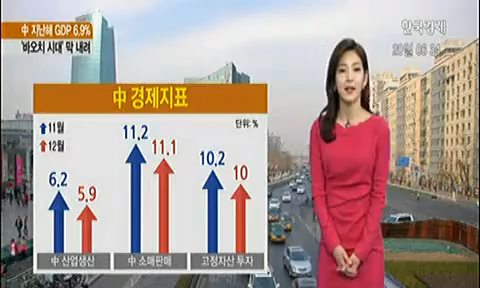 中 지난해 GDP 6.9%
'바오치 시대' 막 내려
한국경제
中 경제지표
11월
12월
단위: %
6.2
5.9
11.2
11.1
10.2
10
中 산업생산
中 소매판매
고정자산 투자